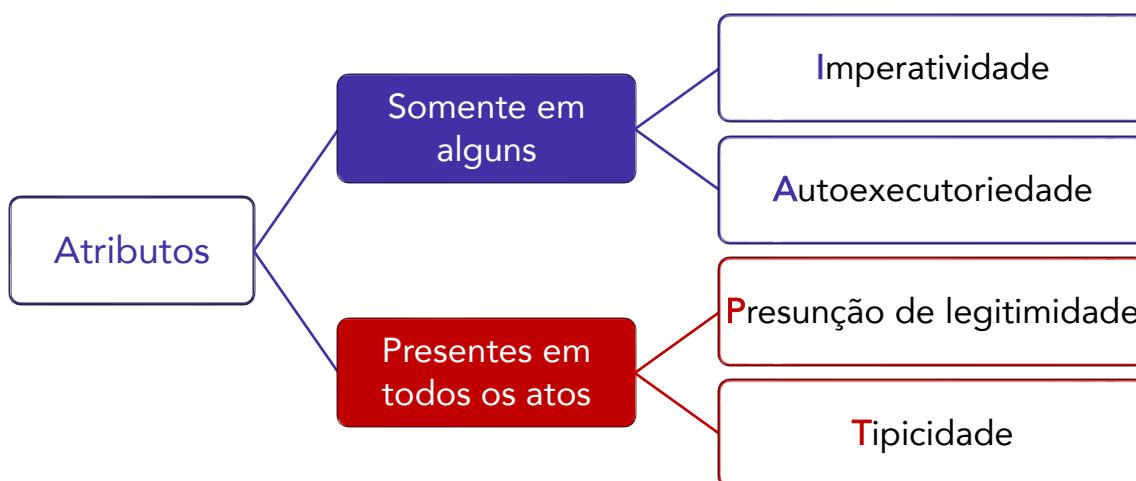 Atributos
Somente em
alguns
Imperatividade
Autoexecutoriedade
Presentes em
todos os atos
Presunção de legitimidade
Tipicidade